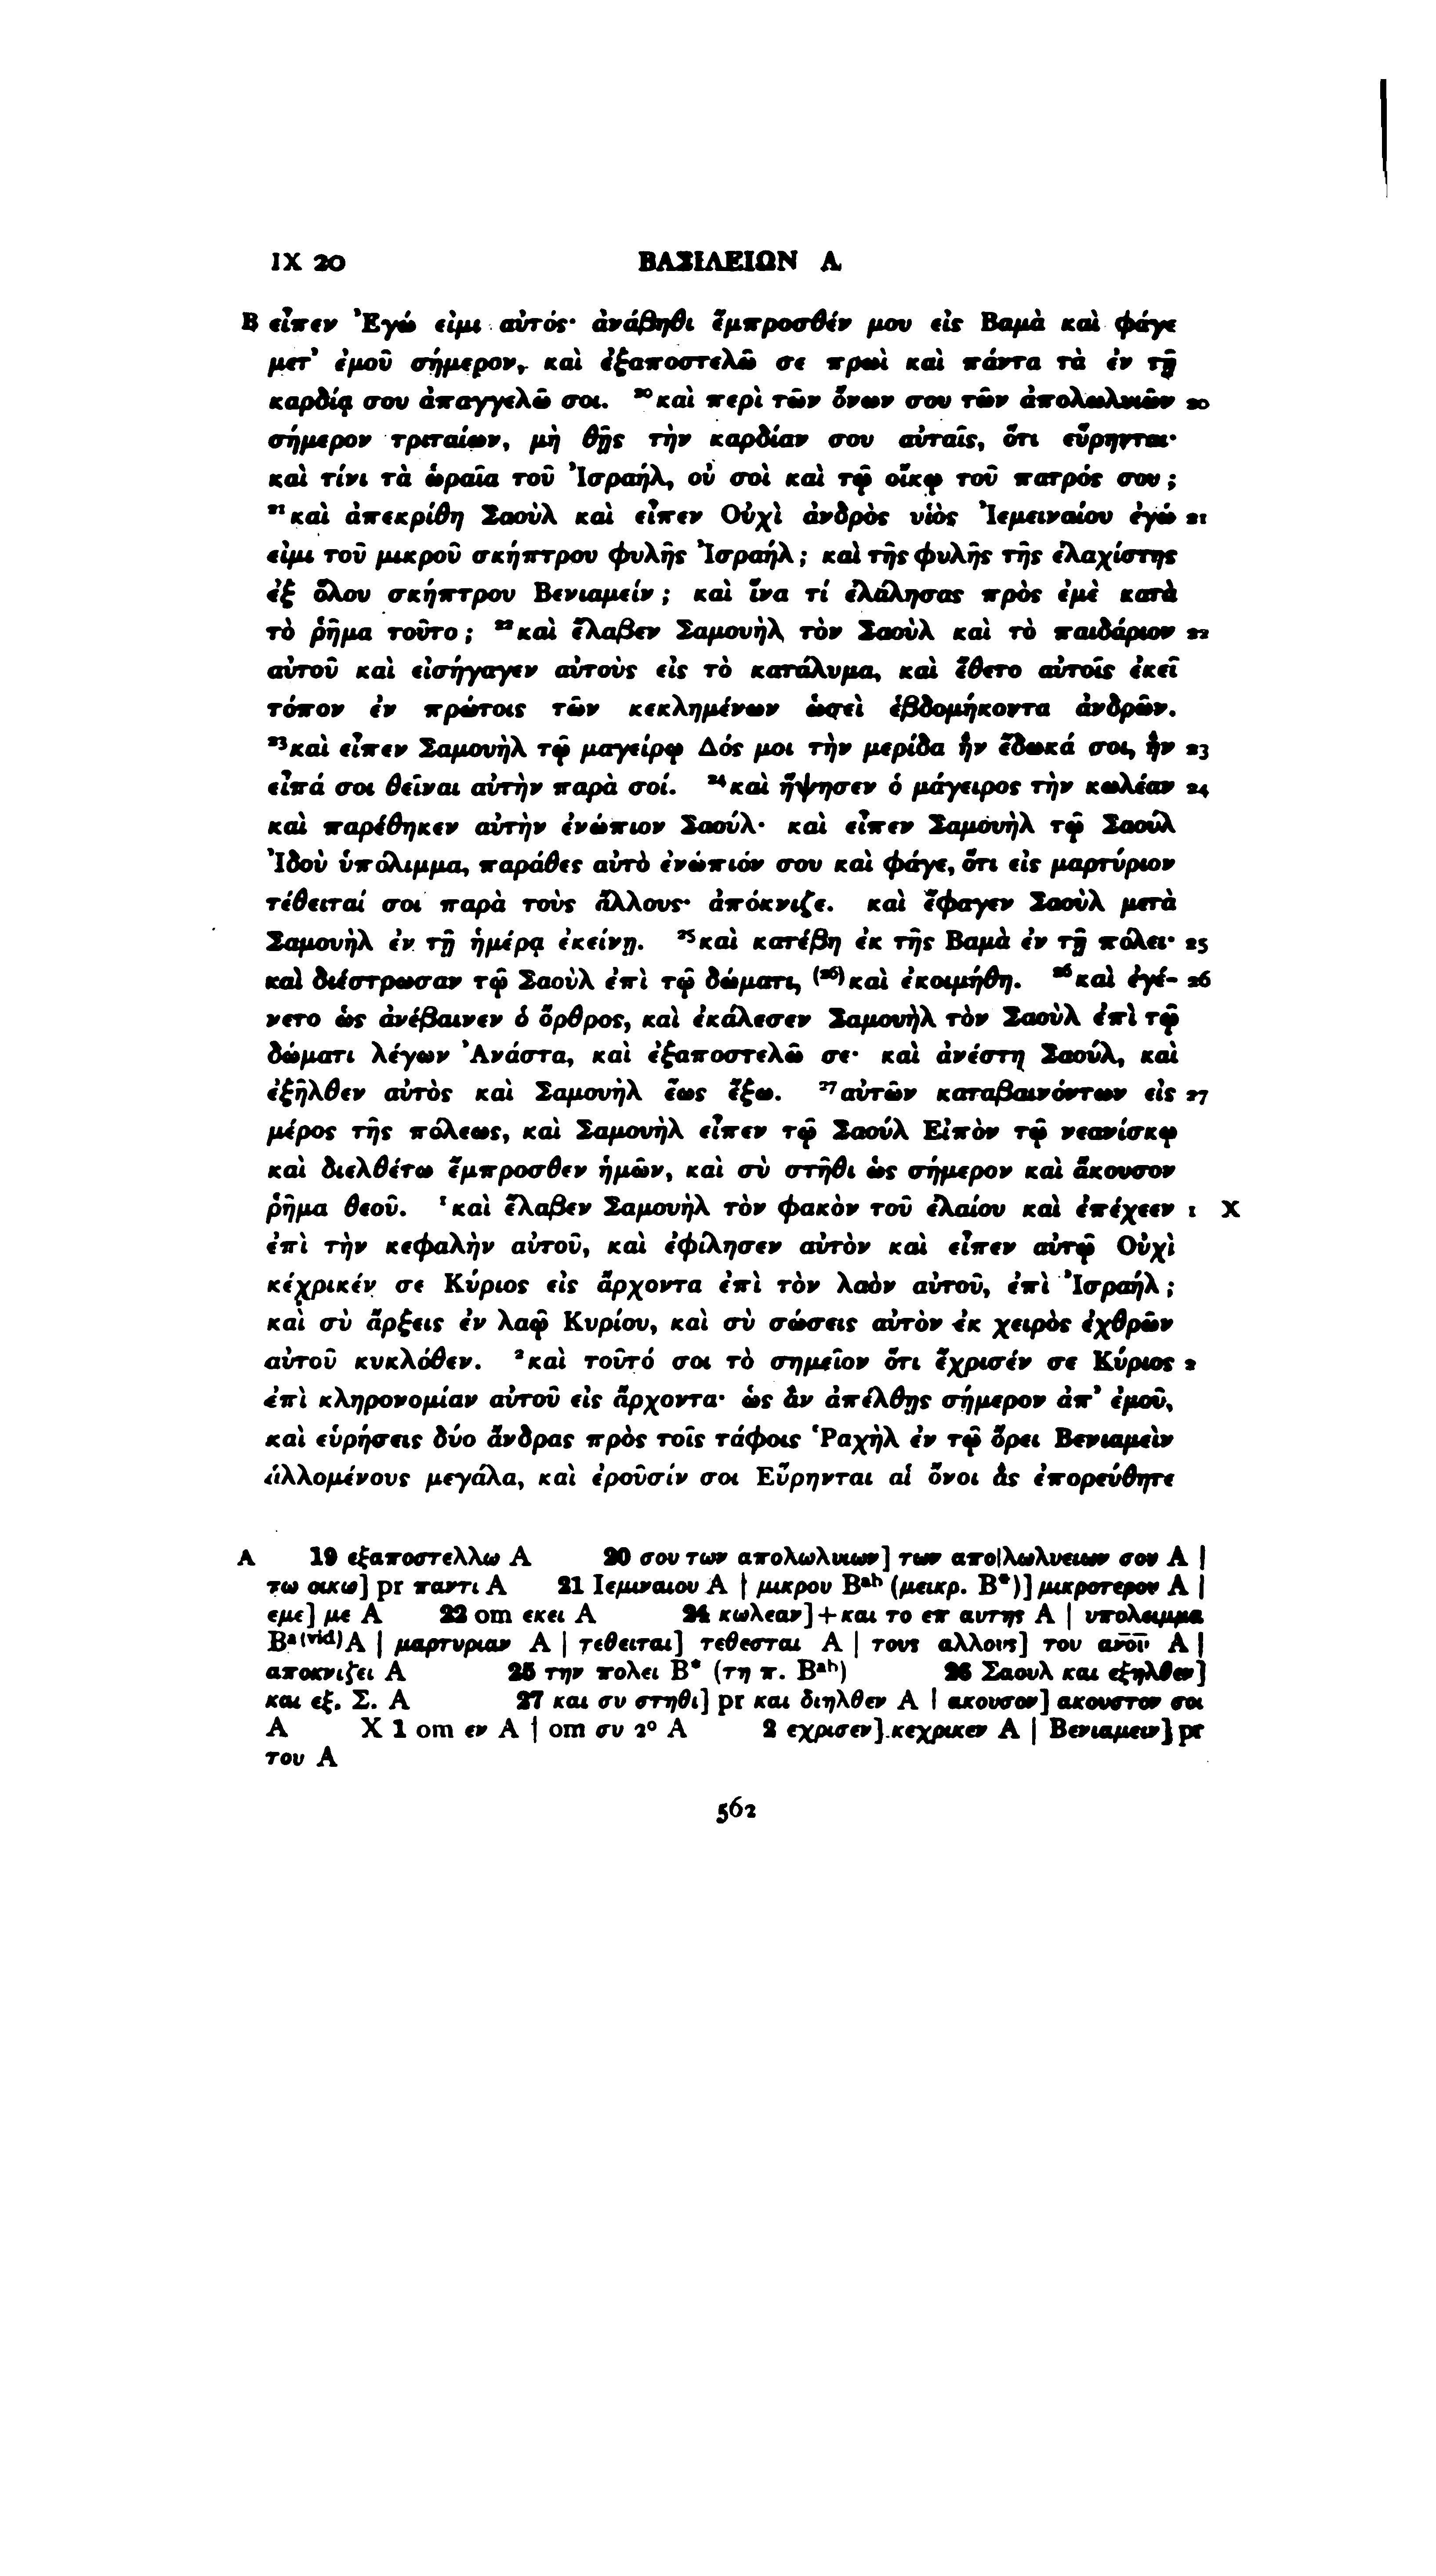 IX 20 ΒΑΣΙΛΕΙΩΝ Α
B εἶπεν Ἐγώ εἰμι αὐτός· ἀνάβηθι ἔμπροσθέν μου εἰς Βαμὰ καὶ φάγε
μετ’ ἐμοῦ σήμερον, καὶ ἐξαποστελῶ σε πρωὶ καὶ πάντα τὰ ἐν τῇ
καρδίᾳ σου ἀπαγγελῶ σοι. ²⁰καὶ περὶ τῶν ὄνων σου τῶν ἀπολωλυιῶν 20
σήμερον τριταίων, μὴ θῇς τὴν καρδίαν σου αὐταῖς, ὅτι εὕρηνται·
καὶ τίνι τὰ ὡραῖα τοῦ Ἰσραήλ, οὐ σοὶ καὶ τῷ οἴκῳ τοῦ πατρός σου;
²¹καὶ ἀπεκρίθη Σαοὺλ καὶ εἶπεν Οὐχὶ ἀνδρὸς υἱὸς Ἰεμειναίου ἐγώ 21
εἰμι τοῦ μικροῦ σκήπτρου φυλῆς Ἰσραήλ; καὶ τῆς φυλῆς τῆς ἐλαχίστης
ἐξ ὅλου σκήπτρου Βενιαμείν; καὶ ἵνα τί ἐλάλησας πρὸς ἐμὲ κατὰ
τὸ ῥῆμα τοῦτο; ²²καὶ ἔλαβεν Σαμουὴλ τὸν Σαοὺλ καὶ τὸ παιδάριον 22
αὐτοῦ καὶ εἰσήγαγεν αὐτοὺς εἰς τὸ κατάλυμα, καὶ ἔθετο αὐτοῖς ἐκεῖ
τόπον ἐν πρώτοις τῶν κεκλημένων ὡσεὶ ἑβδομήκοντα ἀνδρῶν.
²³καὶ εἶπεν Σαμουὴλ τῷ μαγείρῳ Δός μοι τὴν μερίδα ἣν ἔδωκά σοι, ἣν 23
εἶπά σοι θεῖναι αὐτὴν παρὰ σοί. ²⁴καὶ ἥψησεν ὁ μάγειρος τὴν κωλέαν 24
καὶ παρέθηκεν αὐτὴν ἐνώπιον Σαούλ· καὶ εἶπεν Σαμουὴλ τῷ Σαούλ
Ἰδοὺ ὑπόλιμμα, παράθες αὐτὸ ἐνώπιόν σου καὶ φάγε, ὅτι εἰς μαρτύριον
τέθειταί σοι παρὰ τοὺς ἄλλους· ἀπόκνιζε. καὶ ἔφαγεν Σαοὺλ μετὰ
Σαμουὴλ ἐν τῇ ἡμέρᾳ ἐκείνῃ. ²⁵καὶ κατέβη ἐκ τῆς Βαμὰ ἐν τῇ πόλει· 25
καὶ διέστρωσαν τῷ Σαοὺλ ἐπὶ τῷ δώματι, ⁽²⁶⁾καὶ ἐκοιμήθη. ²⁶καὶ ἐγέ- 26
νετο ὡς ἀνέβαινεν ὁ ὄρθρος, καὶ ἐκάλεσεν Σαμουὴλ τὸν Σαοὺλ ἐπὶ τῷ
δώματι λέγων Ἀνάστα, καὶ ἐξαποστελῶ σε· καὶ ἀνέστη Σαούλ, καὶ
ἐξῆλθεν αὐτὸς καὶ Σαμουὴλ ἕως ἔξω. ²⁷αὐτῶν καταβαινόντων εἰς 27
μέρος τῆς πόλεως, καὶ Σαμουὴλ εἶπεν τῷ Σαούλ Εἰπὸν τῷ νεανίσκῳ
καὶ διελθέτω ἔμπροσθεν ἡμῶν, καὶ σὺ στῆθι ὡς σήμερον καὶ ἄκουσον
ῥῆμα θεοῦ. ¹καὶ ἔλαβεν Σαμουὴλ τὸν φακὸν τοῦ ἐλαίου καὶ ἐπέχεεν 1 X
ἐπὶ τὴν κεφαλὴν αὐτοῦ, καὶ ἐφίλησεν αὐτὸν καὶ εἶπεν αὐτῷ Οὐχὶ
κέχρικέν σε Κύριος εἰς ἄρχοντα ἐπὶ τὸν λαὸν αὐτοῦ, ἐπὶ Ἰσραήλ;
καὶ σὺ ἄρξεις ἐν λαῷ Κυρίου, καὶ σὺ σώσεις αὐτὸν ἐκ χειρὸς ἐχθρῶν
αὐτοῦ κυκλόθεν. ²καὶ τοῦτό σοι τὸ σημεῖον ὅτι ἔχρισέν σε Κύριος 2
ἐπὶ κληρονομίαν αὐτοῦ εἰς ἄρχοντα· ὡς ἂν ἀπέλθῃς σήμερον ἀπ’ ἐμοῦ,
καὶ εὑρήσεις δύο ἄνδρας πρὸς τοῖς τάφοις Ῥαχὴλ ἐν τῷ ὄρει Βενιαμεὶν
ἁλλομένους μεγάλα, καὶ ἐροῦσίν σοι Εὕρηνται αἱ ὄνοι ἃς ἐπορεύθητε
A 19 εξαποστελλω A 20 σου των απολωλυιων] των απο|λωλυειων σου A |
τω οικω] pr παντι A 21 Ιεμιναιου A | μικρου Bᵃᵇ (μεικρ. B*)] μικροτερου A |
εμε] με A 22 om εκει A 24 κωλεαν]+και το επ αυτης A | υπολειμμα
Bᵃ⁽ᵛⁱᵈ⁾A | μαρτυριαν A | τεθειται] τεθεσται A | τους αλλους] του α̅ν̅ο̅υ̅ A |
αποκνιζει A 25 την πολει B* (τη π. Bᵃᵇ) 26 Σαουλ και εξηλθεν]
και εξ. Σ. A 27 και συ στηθι] pr και διηλθεν A | ακουσον] ακουστον σοι
A X 1 om εν A | om συ 2° A 2 εχρισεν] κεχρικεν A | Βενιαμειν] pr
του A
562